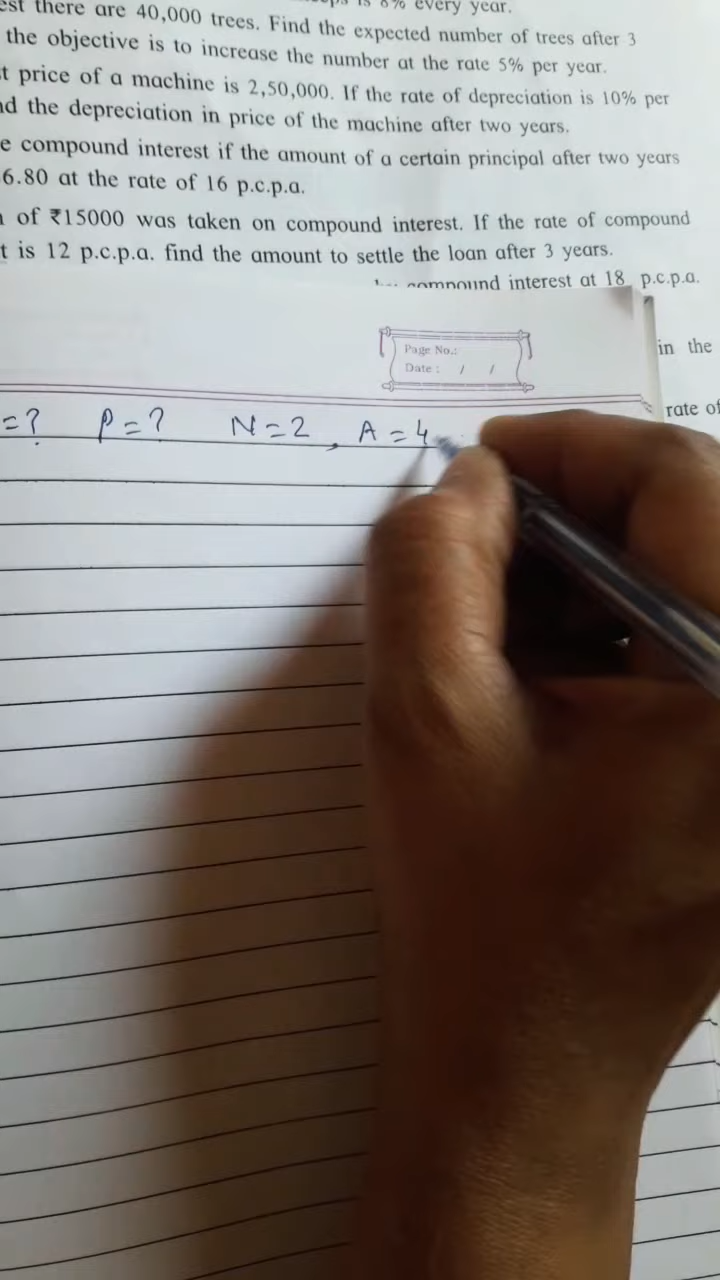 est there are 40,000 trees. Find the expected number of trees after 3
is 8% every year.
the objective is to increase the number at the rate 5% per year.
t price of a machine is 2,50,000. If the rate of depreciation is 10% per
nd the depreciation in price of the machine after two years.
e compound interest if the amount of a certain principal after two years
6.80 at the rate of 16 p.c.p.a.
of ₹15000 was taken on compound interest. If the rate of compound
t is 12 p.c.p.a. find the amount to settle the loan after 3 years.
compound interest at 18 p.c.p.a.
in the
Page No.:
Date : / /
rate of
=? P=? N=2, A=4